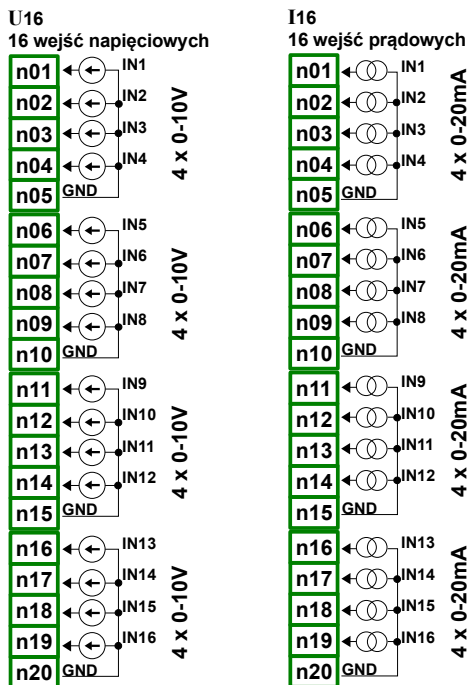 U16
16 wejść napięciowych
n01 IN1
n02 IN2
n03 IN3
n04 IN4
n05 GND
4 x 0-10V
n06 IN5
n07 IN6
n08 IN7
n09 IN8
n10 GND
4 x 0-10V
n11 IN9
n12 IN10
n13 IN11
n14 IN12
n15 GND
4 x 0-10V
n16 IN13
n17 IN14
n18 IN15
n19 IN16
n20 GND
4 x 0-10V
I16
16 wejść prądowych
n01 IN1
n02 IN2
n03 IN3
n04 IN4
n05 GND
4 x 0-20mA
n06 IN5
n07 IN6
n08 IN7
n09 IN8
n10 GND
4 x 0-20mA
n11 IN9
n12 IN10
n13 IN11
n14 IN12
n15 GND
4 x 0-20mA
n16 IN13
n17 IN14
n18 IN15
n19 IN16
n20 GND
4 x 0-20mA